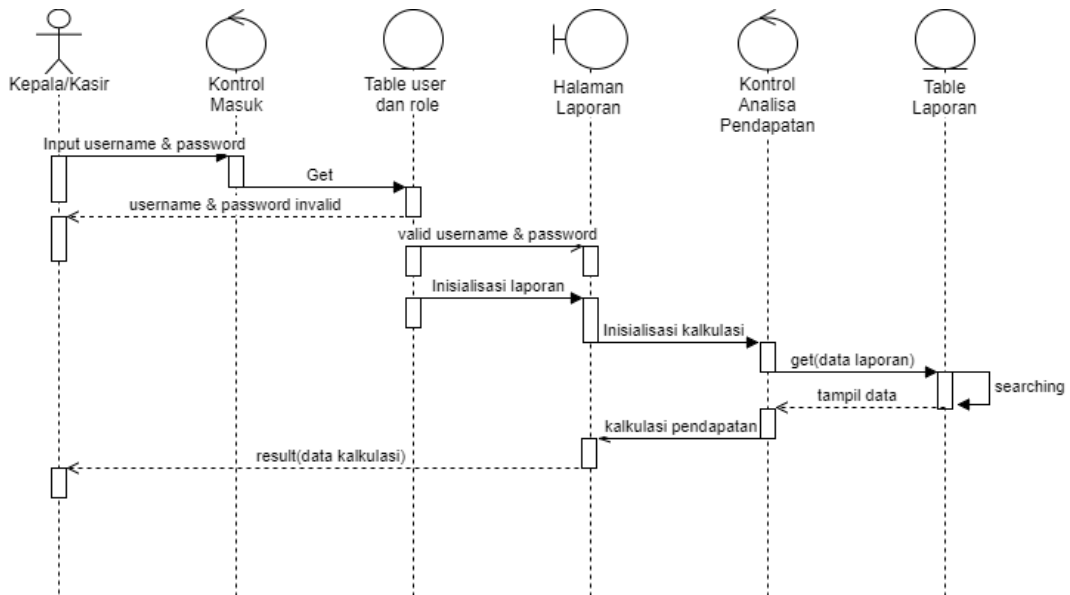 Kepala/Kasir
Kontrol
Masuk
Table user
dan role
Halaman
Laporan
Kontrol
Analisa
Pendapatan
Table
Laporan
Input username & password
Get
username & password invalid
valid username & password
Inisialisasi laporan
Inisialisasi kalkulasi
get(data laporan)
searching
tampil data
kalkulasi pendapatan
result(data kalkulasi)